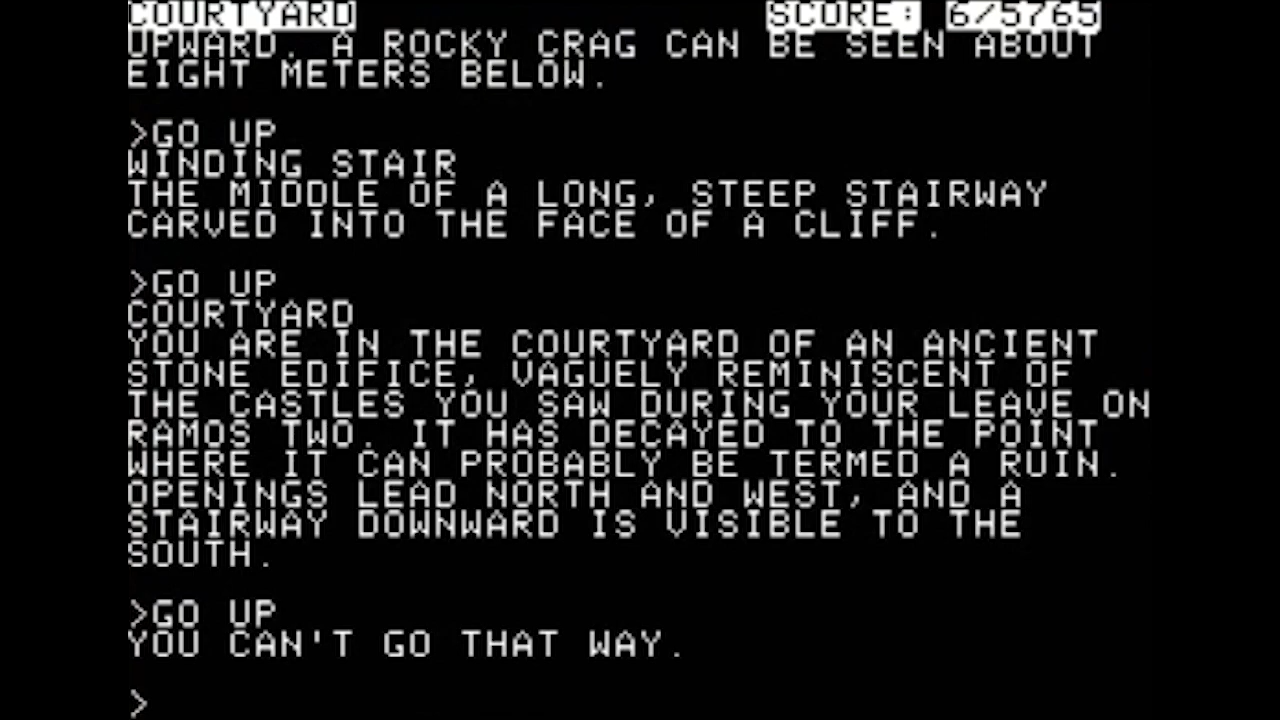 COURTYARD SCORE: 6/5765
UPWARD. A ROCKY CRAG CAN BE SEEN ABOUT
EIGHT METERS BELOW.
>GO UP
WINDING STAIR
THE MIDDLE OF A LONG, STEEP STAIRWAY
CARVED INTO THE FACE OF A CLIFF.
>GO UP
COURTYARD
YOU ARE IN THE COURTYARD OF AN ANCIENT
STONE EDIFICE, VAGUELY REMINISCENT OF
THE CASTLES YOU SAW DURING YOUR LEAVE ON
RAMOS TWO. IT HAS DECAYED TO THE POINT
WHERE IT CAN PROBABLY BE TERMED A RUIN.
OPENINGS LEAD NORTH AND WEST, AND A
STAIRWAY DOWNWARD IS VISIBLE TO THE
SOUTH.
>GO UP
YOU CAN'T GO THAT WAY.
>